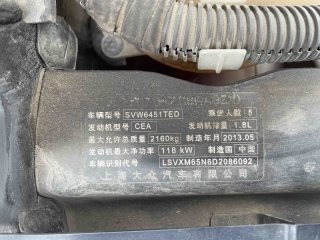 车辆型号 SVW6451TED 乘坐人数 5
发动机型号 CEA 发动机排量 1.8L
最大允许总质量 2160kg 制造年月 2013.05
发动机最大净功率 118 kW 制造国 中国
车辆识别代号 LSVXM65N6D2086092
上海大众汽车有限公司